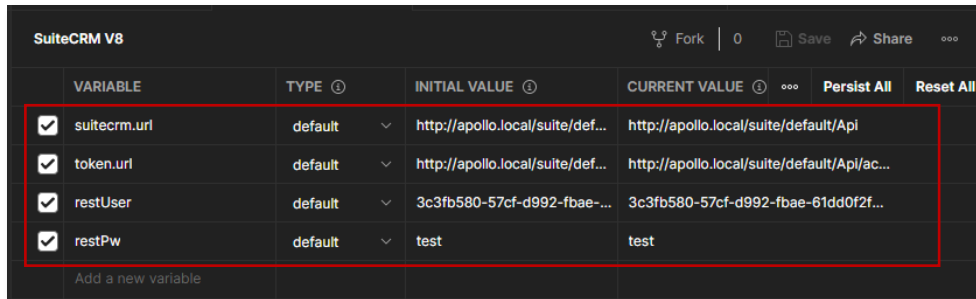 SuiteCRM V8 Fork 0 Save Share
VARIABLE TYPE INITIAL VALUE CURRENT VALUE Persist All Reset All
suitecrm.url default http://apollo.local/suite/def... http://apollo.local/suite/default/Api
token.url default http://apollo.local/suite/def... http://apollo.local/suite/default/Api/ac...
restUser default 3c3fb580-57cf-d992-fbae-... 3c3fb580-57cf-d992-fbae-61dd0f2f...
restPw default test test
Add a new variable